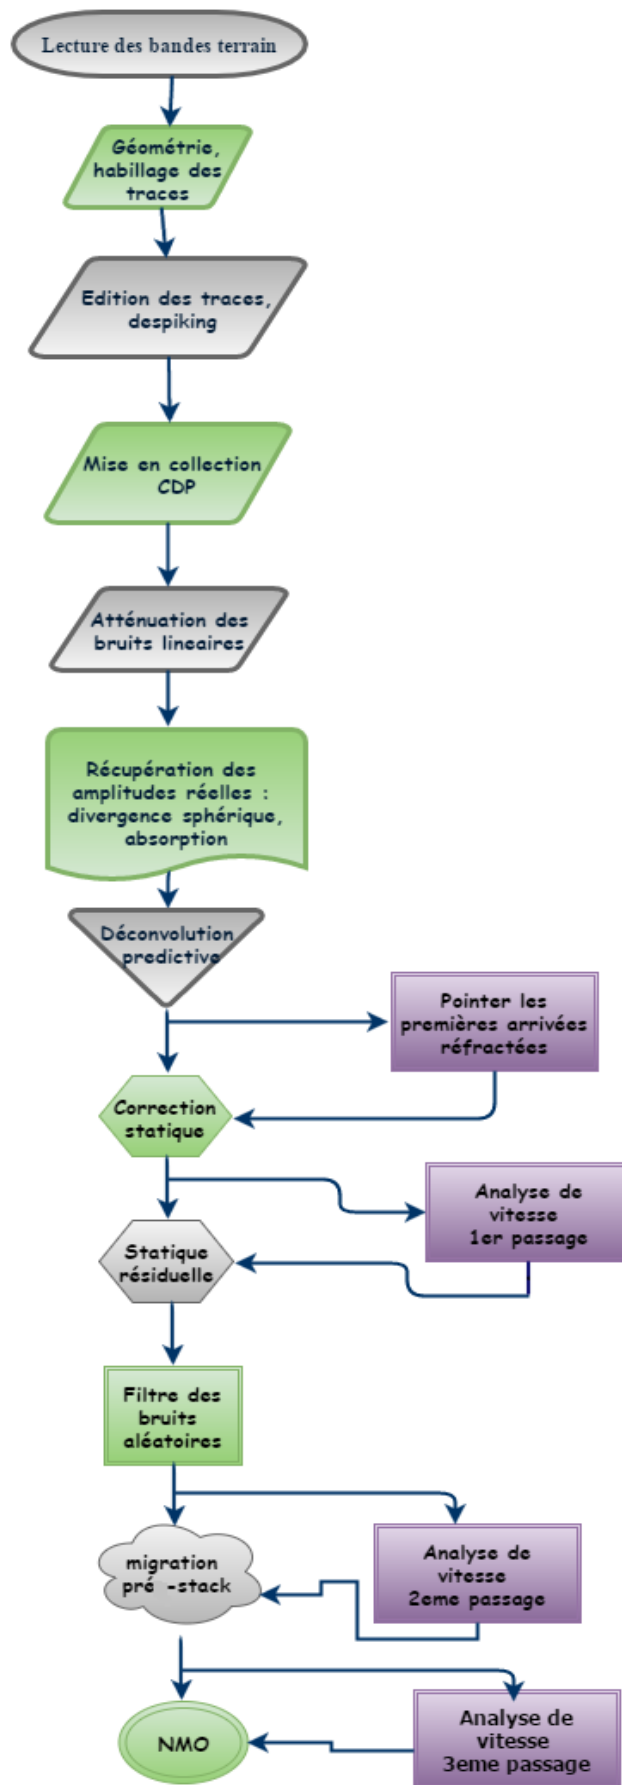 Lecture des bandes terrain
Géométrie,
habillage des
traces
Edition des traces,
despiking
Mise en collection
CDP
Atténuation des
bruits lineaires
Récupération des
amplitudes réelles :
divergence sphérique,
absorption
Déconvolution
predictive
Pointer les
premières arrivées
réfractées
Correction
statique
Analyse de
vitesse
1er passage
Statique
résiduelle
Filtre des
bruits
aléatoires
migration
pré -stack
Analyse de
vitesse
2eme passage
NMO
Analyse de
vitesse
3eme passage